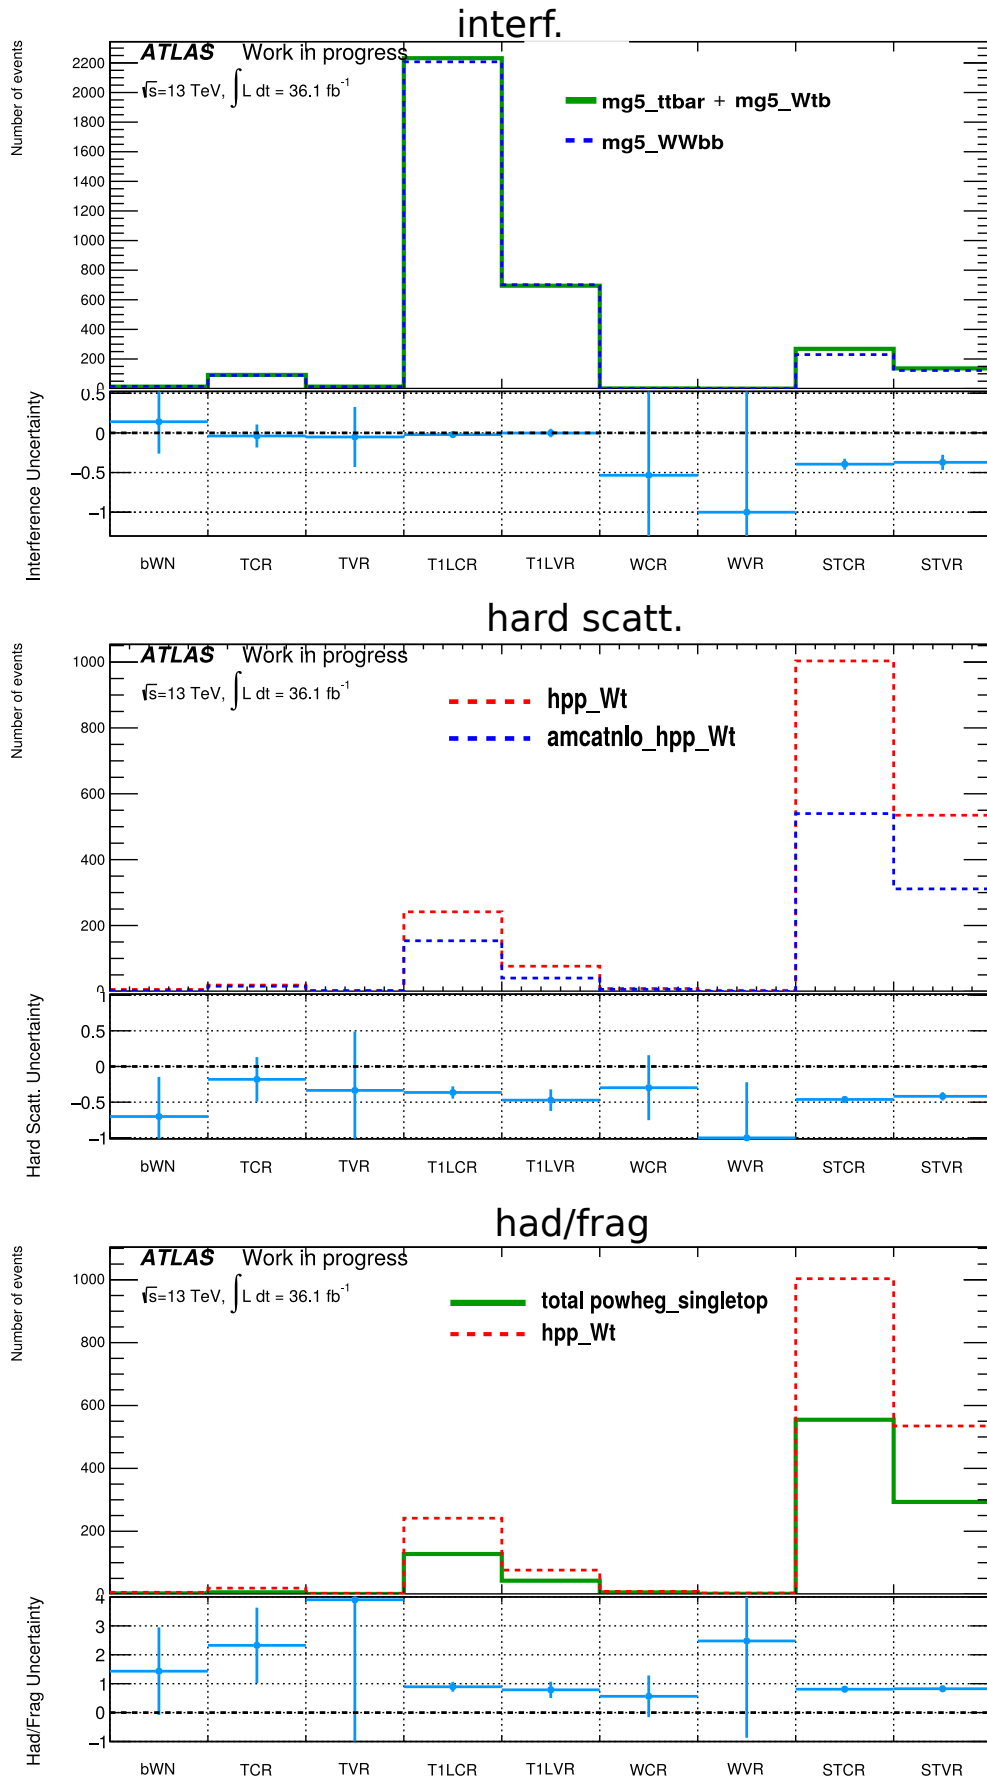 interf.
ATLAS Work in progress
√s=13 TeV, ∫L dt = 36.1 fb⁻¹
Number of events
2200
2000
1800
1600
1400
1200
1000
800
600
400
200
0
mg5_ttbar + mg5_Wtb
mg5_WWbb
Interference Uncertainty
0.5
0
−0.5
−1
bWN TCR TVR T1LCR T1LVR WCR WVR STCR STVR
hard scatt.
ATLAS Work in progress
√s=13 TeV, ∫L dt = 36.1 fb⁻¹
Number of events
1000
800
600
400
200
0
hpp_Wt
amcatnlo_hpp_Wt
Hard Scatt. Uncertainty
0.5
0
−0.5
−1
bWN TCR TVR T1LCR T1LVR WCR WVR STCR STVR
had/frag
ATLAS Work in progress
√s=13 TeV, ∫L dt = 36.1 fb⁻¹
Number of events
1000
800
600
400
200
0
total powheg_singletop
hpp_Wt
Had/Frag Uncertainty
4
3
2
1
0
−1
bWN TCR TVR T1LCR T1LVR WCR WVR STCR STVR